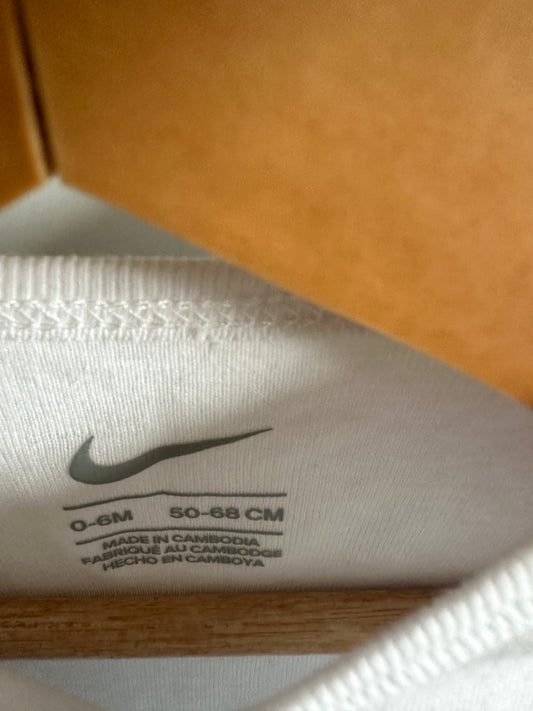 0-6M 50-68 CM
MADE IN CAMBODIA
FABRIQUÉ AU CAMBODGE
HECHO EN CAMBOYA